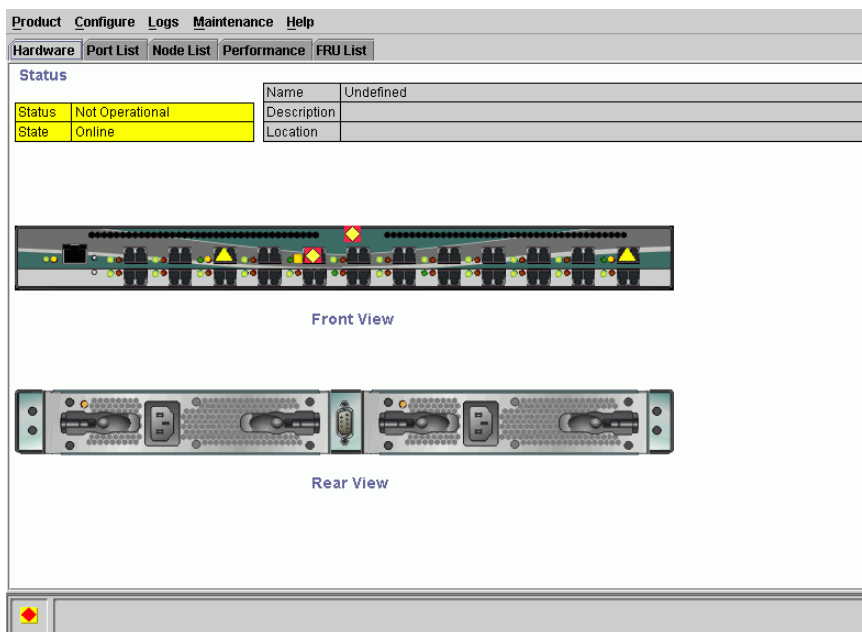 Product Configure Logs Maintenance Help
Hardware Port List Node List Performance FRU List
Status
Name Undefined
Status Not Operational Description
State Online Location
Front View
Rear View